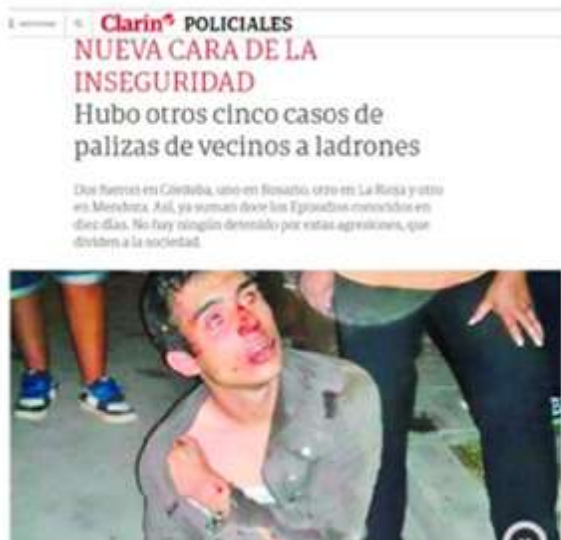 Clarín POLICIALES
NUEVA CARA DE LA
INSEGURIDAD
Hubo otros cinco casos de
palizas de vecinos a ladrones
Dos fueron en Córdoba, uno en Rosario, otro en La Rioja y otro
en Mendoza. Así, ya suman doce los Episodios conocidos en
diez días. No hay ningún detenido por estas agresiones, que
dividen a la sociedad.